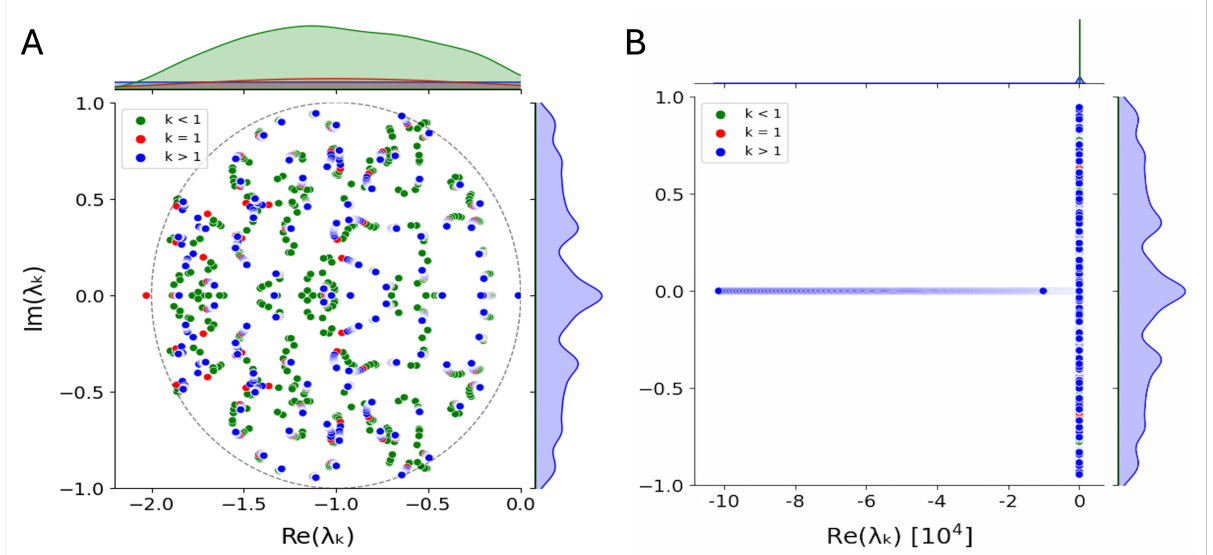 A
k < 1
k = 1
k > 1
1.0
0.5
0.0
−0.5
−1.0
Im(λₖ)
−2.0 −1.5 −1.0 −0.5 0.0
Re(λₖ)
B
k < 1
k = 1
k > 1
1.0
0.5
0.0
−0.5
−1.0
-10 -8 -6 -4 -2 0
Re(λₖ) [10⁴]